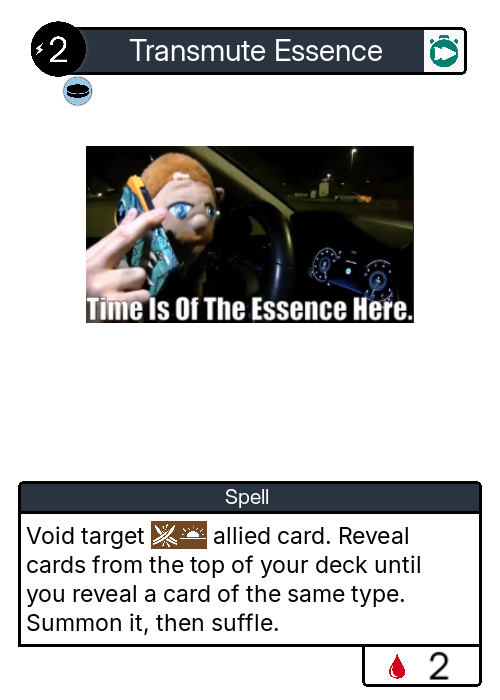 2 Transmute Essence
Time Is Of The Essence Here.
Spell
Void target allied card. Reveal
cards from the top of your deck until
you reveal a card of the same type.
Summon it, then suffle.
2